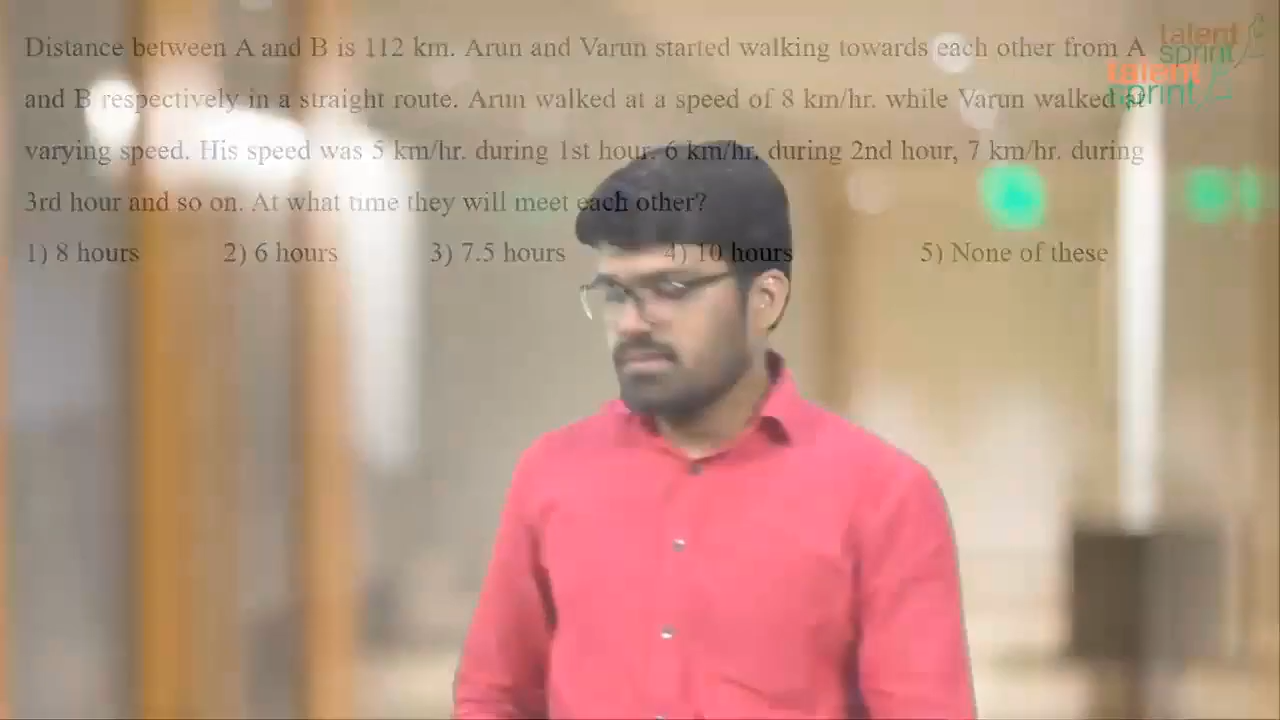 Distance between A and B is 112 km. Arun and Varun started walking towards each other from A
and B respectively in a straight route. Arun walked at a speed of 8 km/hr. while Varun walked at
varying speed. His speed was 5 km/hr. during 1st hour, 6 km/hr. during 2nd hour, 7 km/hr. during
3rd hour and so on. At what time they will meet each other?
1) 8 hours 2) 6 hours 3) 7.5 hours 4) 10 hours 5) None of these
talent
sprint
talent
sprint